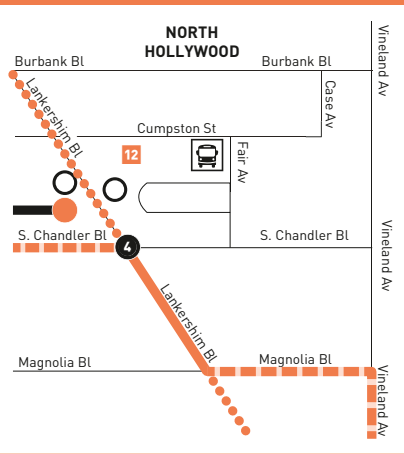 NORTH
HOLLYWOOD
Burbank Bl
Burbank Bl
Vineland Av
Lankershim Bl
Case Av
Cumpston St
12
Fair Av
S. Chandler Bl
4
S. Chandler Bl
Vineland Av
Lankershim Bl
Magnolia Bl
Magnolia Bl
Vineland Av